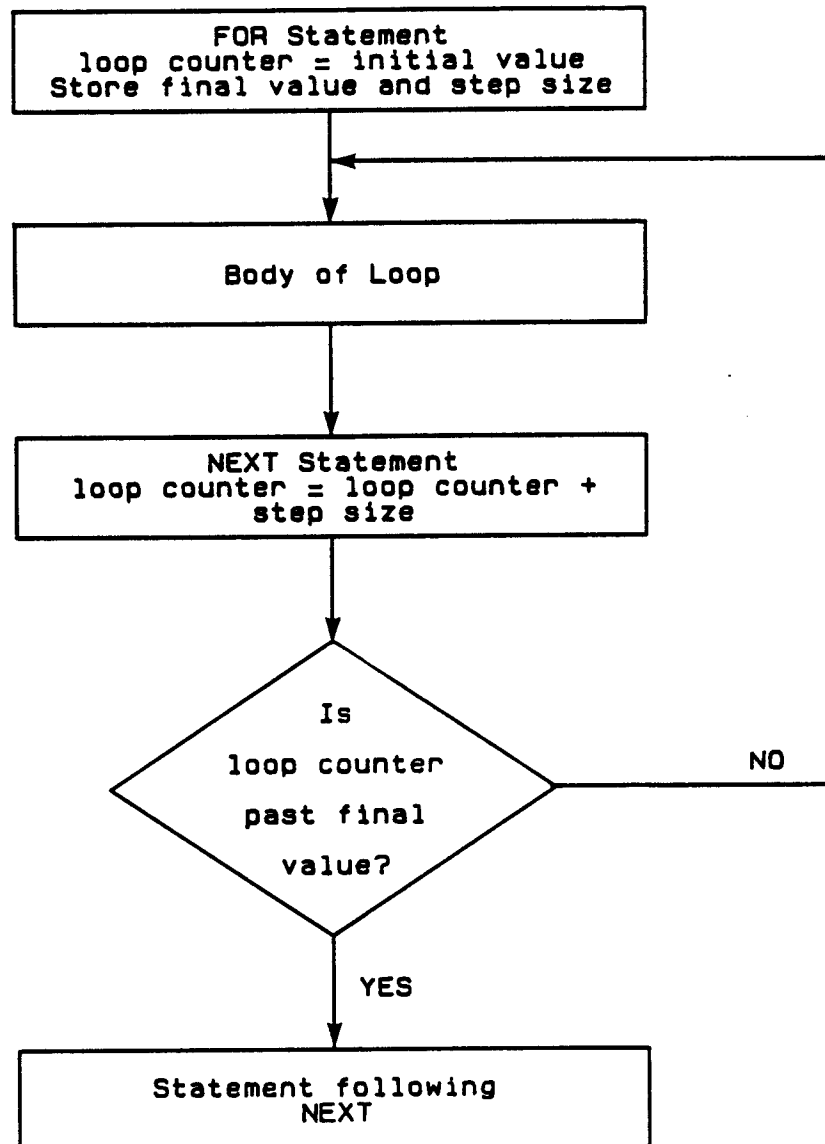 FOR Statement
loop counter = initial value
Store final value and step size
Body of Loop
NEXT Statement
loop counter = loop counter +
step size
Is
loop counter
past final
value?
NO
YES
Statement following
NEXT